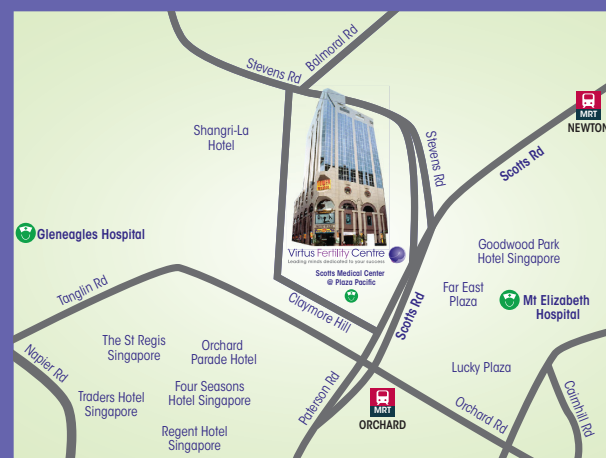 Balmoral Rd
Stevens Rd
MRT
NEWTON
Shangri-La
Hotel
Stevens Rd
Scotts Rd
Gleneagles Hospital
Virtus Fertility Centre
Leading minds dedicated to your success
Scotts Medical Center
@ Plaza Pacific
Goodwood Park
Hotel Singapore
Tanglin Rd
Claymore Hill
Scotts Rd
Far East
Plaza
Mt Elizabeth
Hospital
The St Regis
Singapore
Orchard
Parade Hotel
Napier Rd
Lucky Plaza
Traders Hotel
Singapore
Four Seasons
Hotel Singapore
Paterson Rd
MRT
ORCHARD
Orchard Rd
Cairnhill Rd
Regent Hotel
Singapore